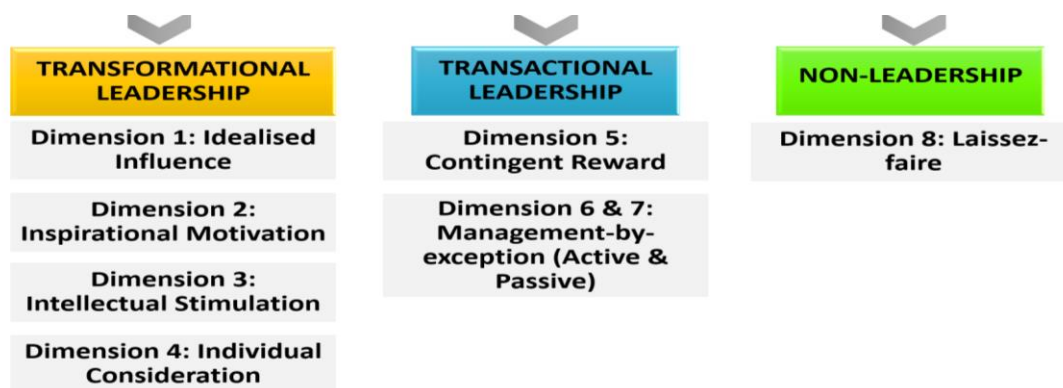 TRANSFORMATIONAL
LEADERSHIP
Dimension 1: Idealised
Influence
Dimension 2:
Inspirational Motivation
Dimension 3:
Intellectual Stimulation
Dimension 4: Individual
Consideration
TRANSACTIONAL
LEADERSHIP
Dimension 5:
Contingent Reward
Dimension 6 & 7:
Management-by-
exception (Active &
Passive)
NON-LEADERSHIP
Dimension 8: Laissez-
faire